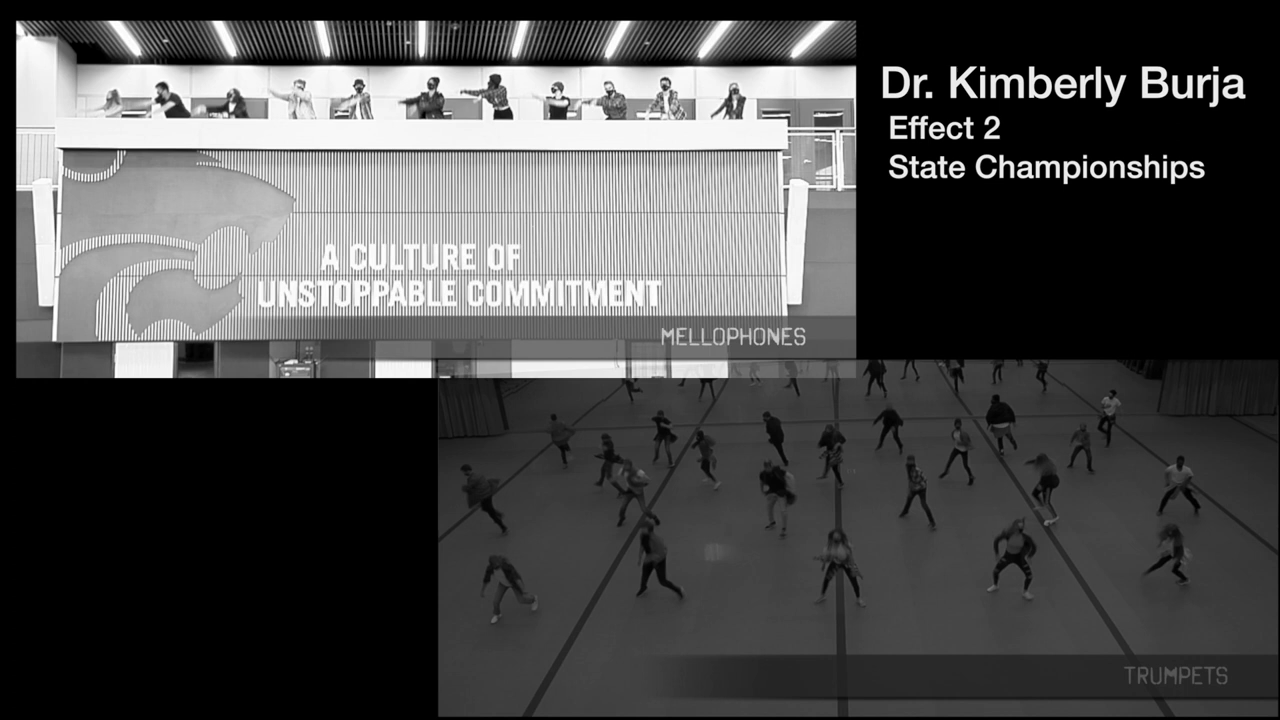 Dr. Kimberly Burja
Effect 2
State Championships
A CULTURE OF
UNSTOPPABLE COMMITMENT
MELLOPHONES
TRUMPETS